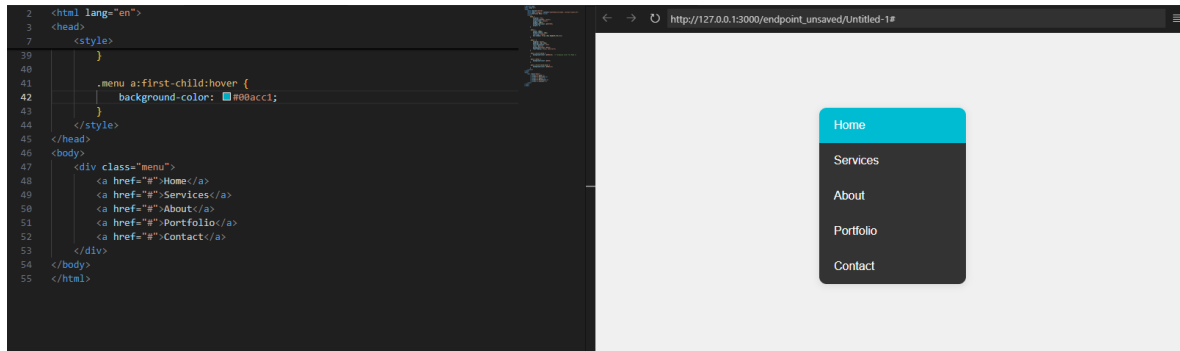 2 <html lang="en">
3 <head>
7 <style>
39 }
40
41 .menu a:first-child:hover {
42 background-color: #00acc1;
43 }
44 </style>
45 </head>
46 <body>
47 <div class="menu">
48 <a href="#">Home</a>
49 <a href="#">Services</a>
50 <a href="#">About</a>
51 <a href="#">Portfolio</a>
52 <a href="#">Contact</a>
53 </div>
54 </body>
55 </html>
http://127.0.0.1:3000/endpoint_unsaved/Untitled-1#
Home
Services
About
Portfolio
Contact